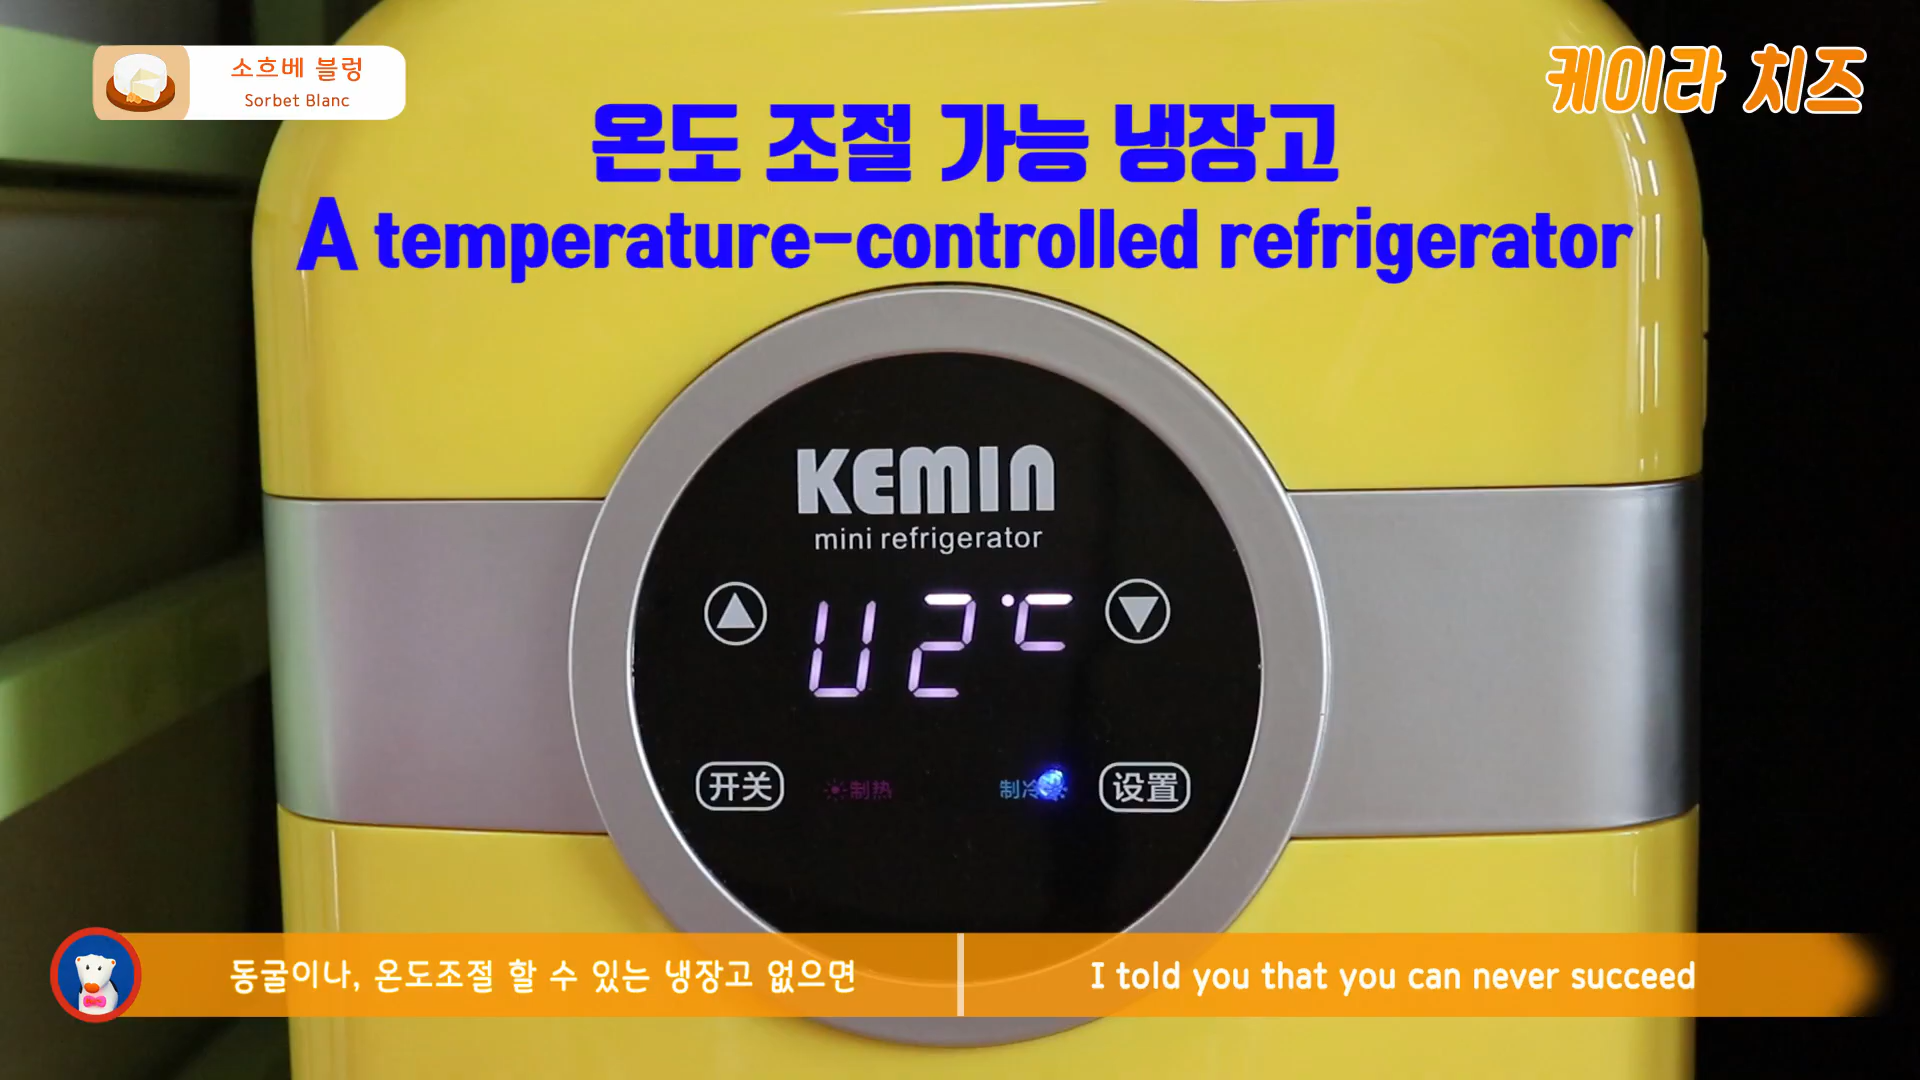 소흐베 블렁
Sorbet Blanc
케이라 치즈
온도 조절 가능 냉장고
A temperature-controlled refrigerator
KEMIN
mini refrigerator
U2°C
开关
制热
制冷
设置
동굴이나, 온도조절 할 수 있는 냉장고 없으면
I told you that you can never succeed